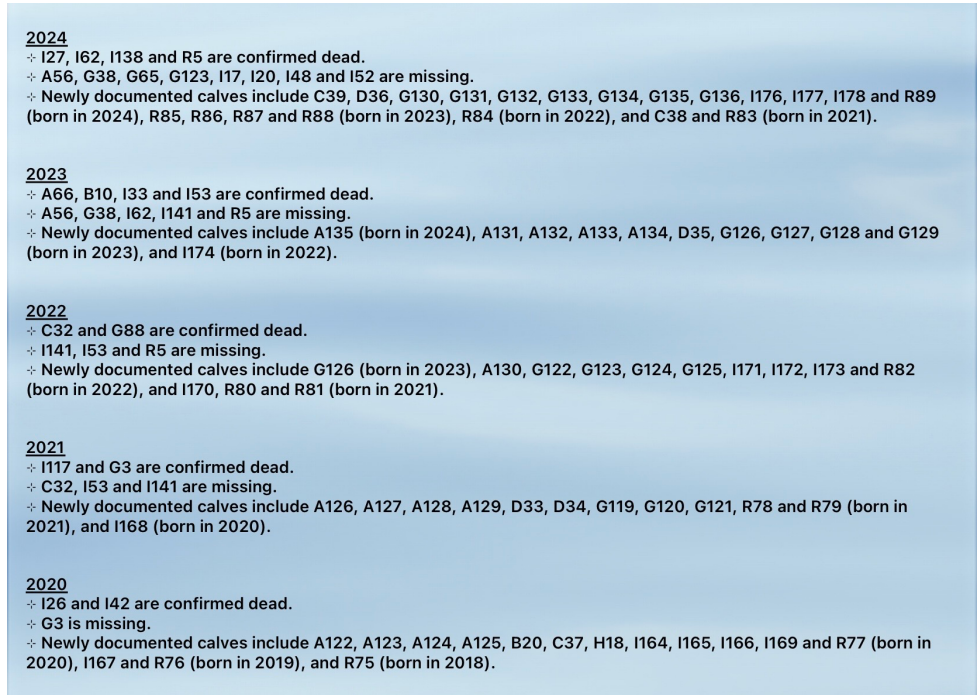 2024
⊹ I27, I62, I138 and R5 are confirmed dead.
⊹ A56, G38, G65, G123, I17, I20, I48 and I52 are missing.
⊹ Newly documented calves include C39, D36, G130, G131, G132, G133, G134, G135, G136, I176, I177, I178 and R89
(born in 2024), R85, R86, R87 and R88 (born in 2023), R84 (born in 2022), and C38 and R83 (born in 2021).
2023
⊹ A66, B10, I33 and I53 are confirmed dead.
⊹ A56, G38, I62, I141 and R5 are missing.
⊹ Newly documented calves include A135 (born in 2024), A131, A132, A133, A134, D35, G126, G127, G128 and G129
(born in 2023), and I174 (born in 2022).
2022
⊹ C32 and G88 are confirmed dead.
⊹ I141, I53 and R5 are missing.
⊹ Newly documented calves include G126 (born in 2023), A130, G122, G123, G124, G125, I171, I172, I173 and R82
(born in 2022), and I170, R80 and R81 (born in 2021).
2021
⊹ I117 and G3 are confirmed dead.
⊹ C32, I53 and I141 are missing.
⊹ Newly documented calves include A126, A127, A128, A129, D33, D34, G119, G120, G121, R78 and R79 (born in
2021), and I168 (born in 2020).
2020
⊹ I26 and I42 are confirmed dead.
⊹ G3 is missing.
⊹ Newly documented calves include A122, A123, A124, A125, B20, C37, H18, I164, I165, I166, I169 and R77 (born in
2020), I167 and R76 (born in 2019), and R75 (born in 2018).